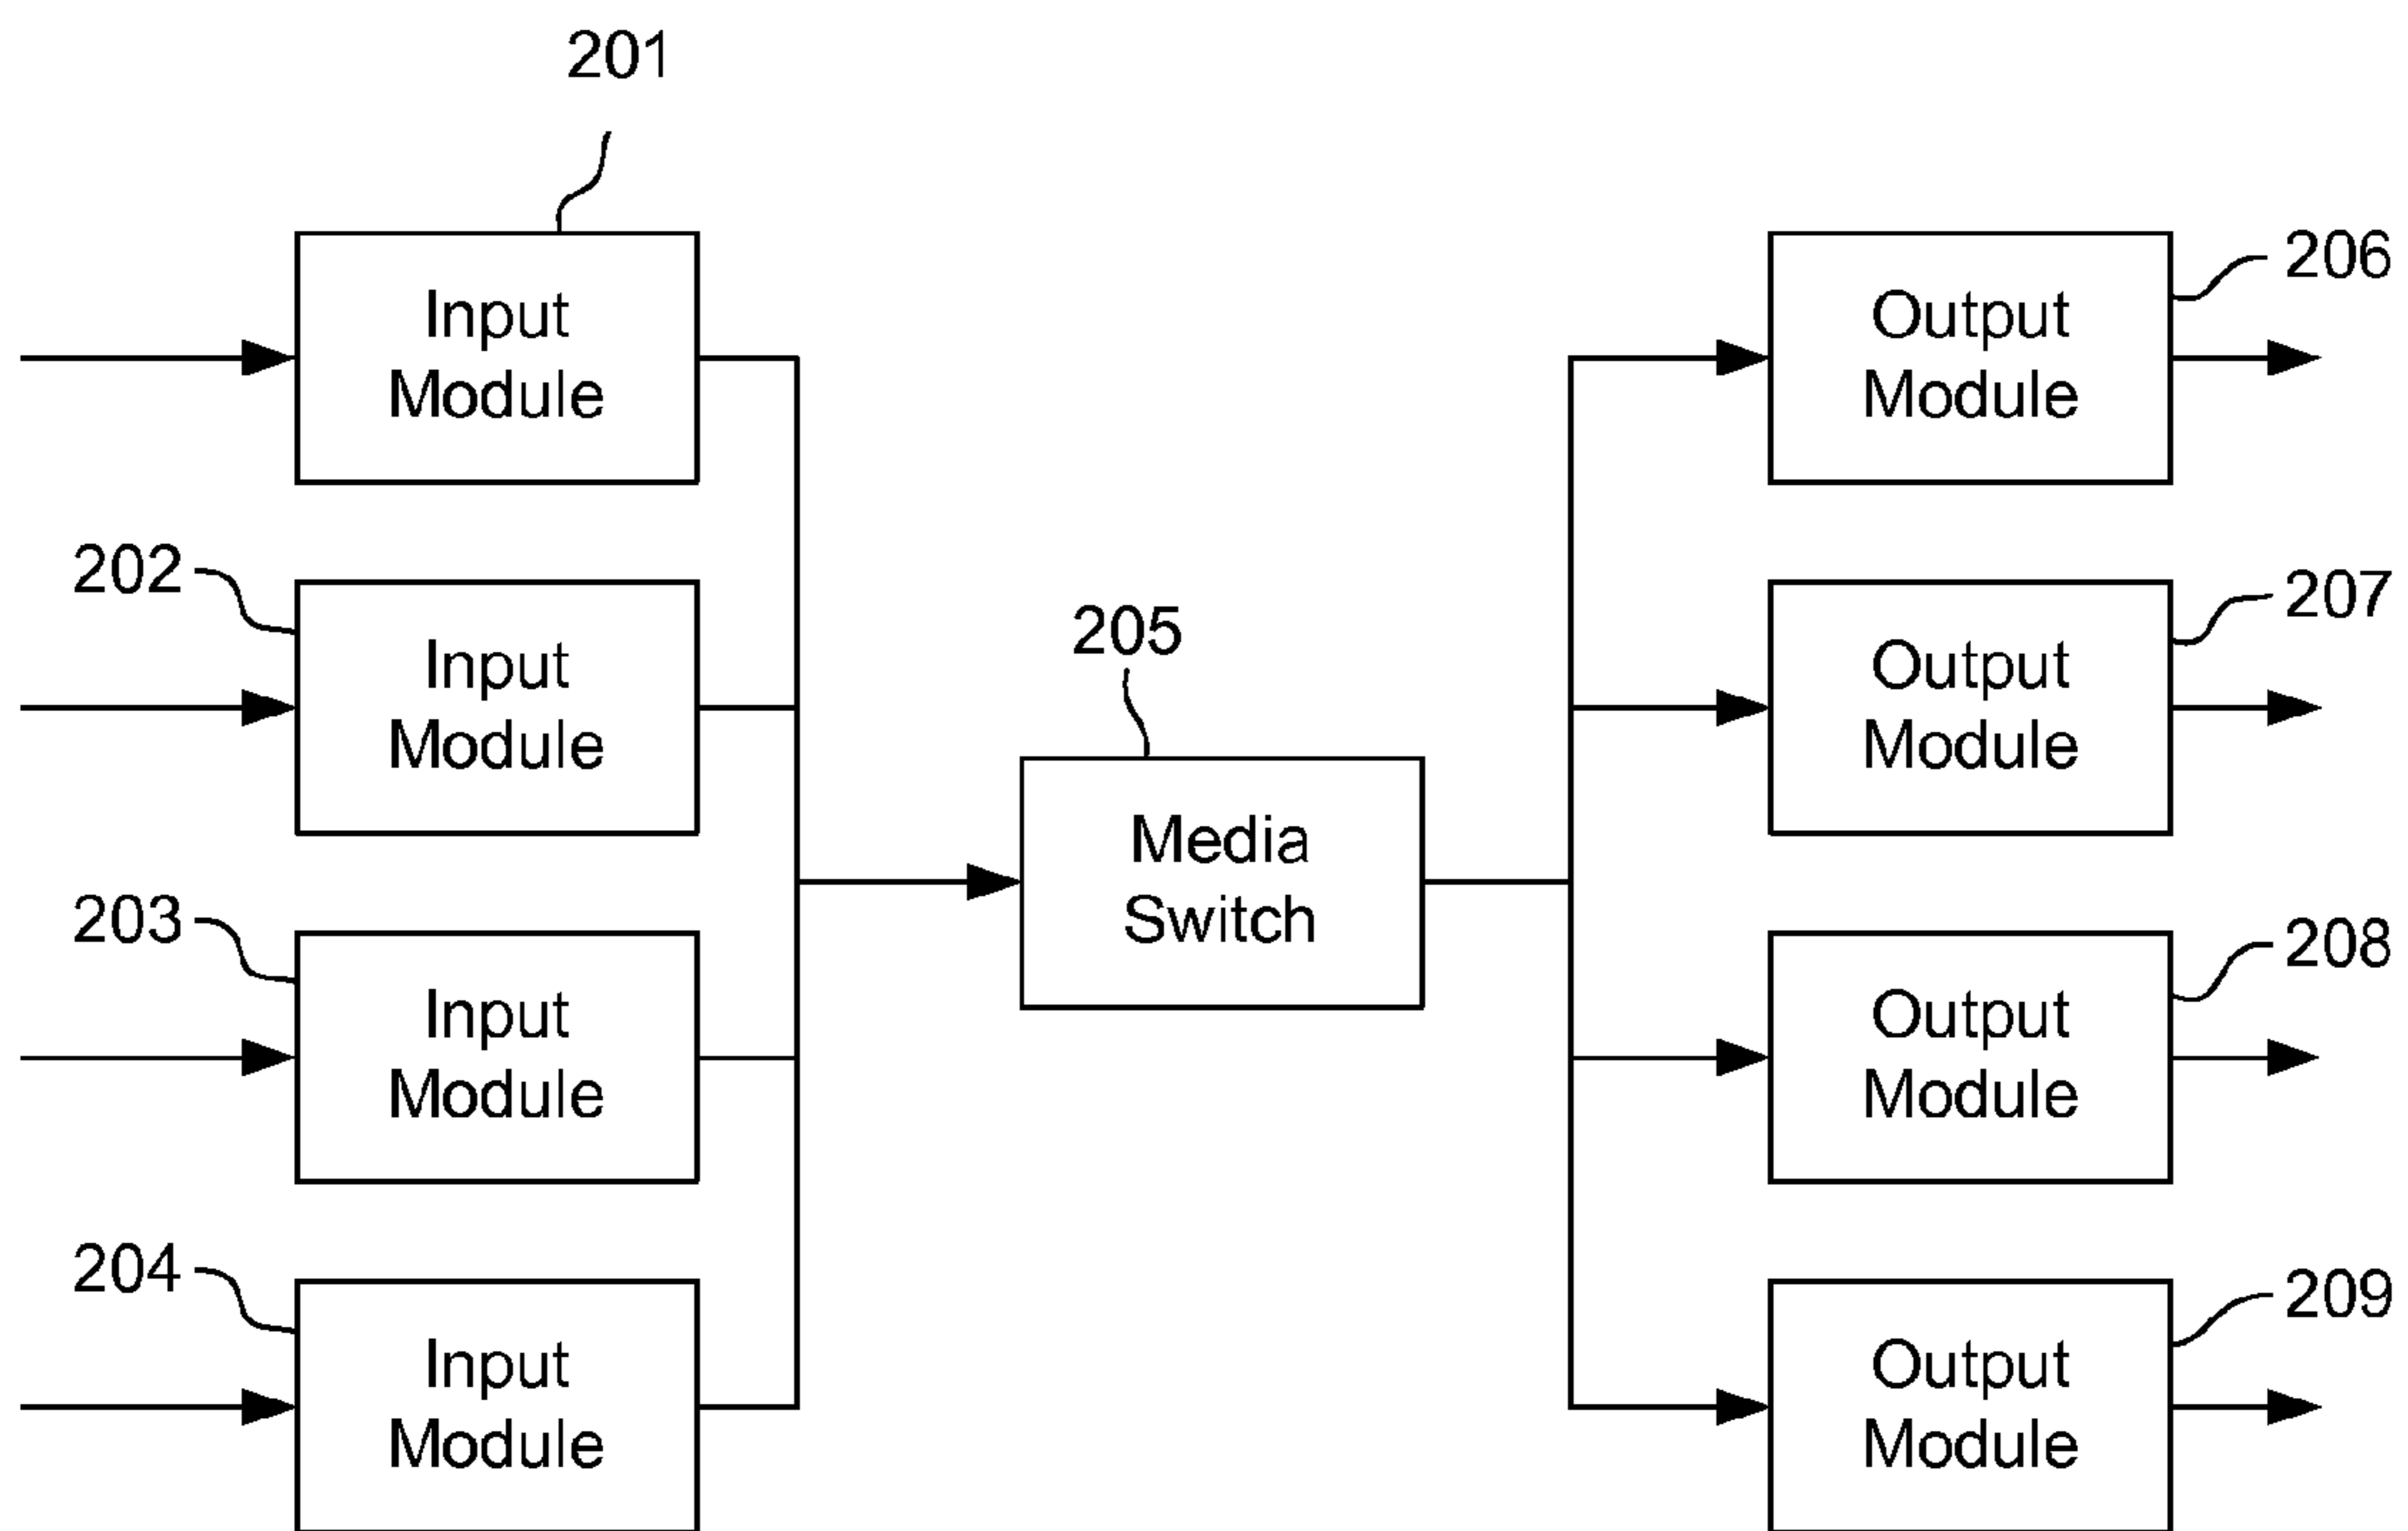 201
Input
Module
202
Input
Module
203
Input
Module
204
Input
Module
205
Media
Switch
206
Output
Module
207
Output
Module
208
Output
Module
209
Output
Module